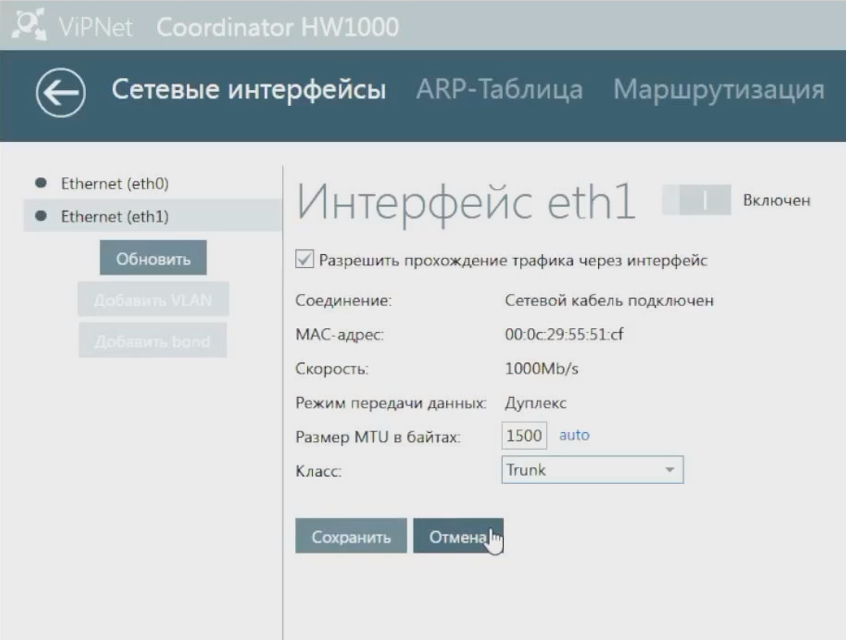 ViPNet Coordinator HW1000
Сетевые интерфейсы ARP-Таблица Маршрутизация
Ethernet (eth0)
Ethernet (eth1)
Обновить
Добавить VLAN
Добавить bond
Интерфейс eth1 Включен
Разрешить прохождение трафика через интерфейс
Соединение: Сетевой кабель подключен
MAC-адрес: 00:0c:29:55:51:cf
Скорость: 1000Mb/s
Режим передачи данных: Дуплекс
Размер MTU в байтах: 1500 auto
Класс: Trunk
Сохранить Отмена